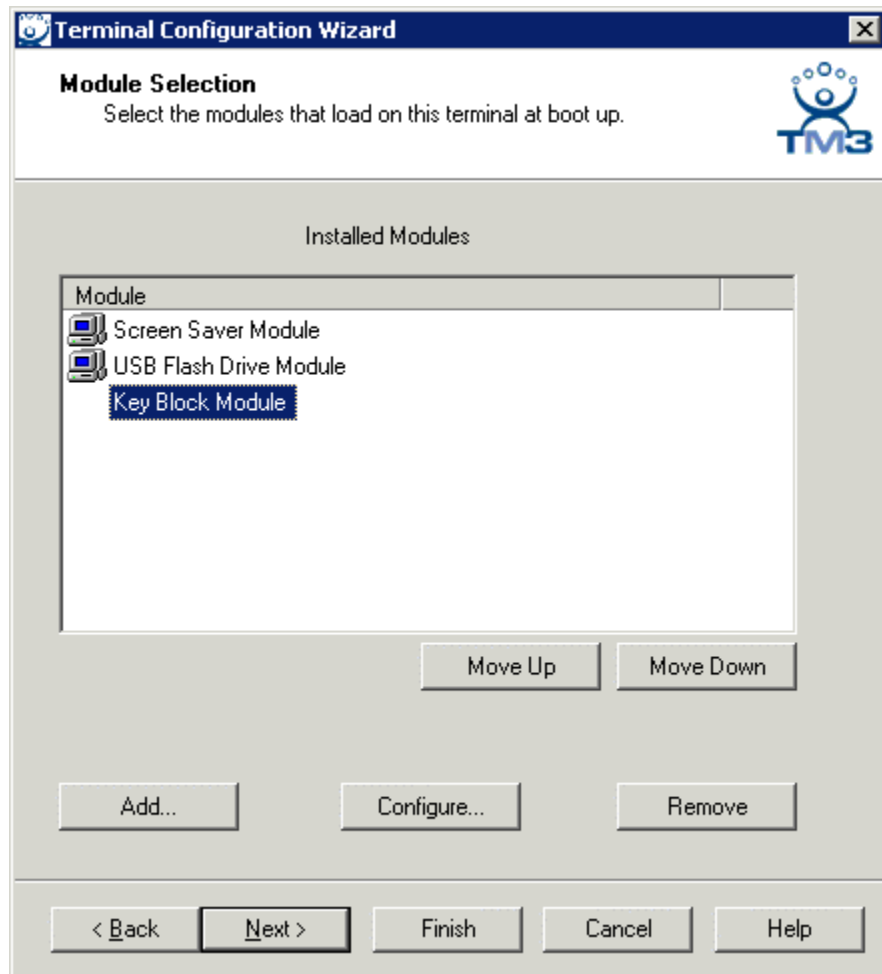 Terminal Configuration Wizard
Module Selection
Select the modules that load on this terminal at boot up.
TM3
Installed Modules
Module
Screen Saver Module
USB Flash Drive Module
Key Block Module
Move Up Move Down
Add... Configure... Remove
< Back Next > Finish Cancel Help